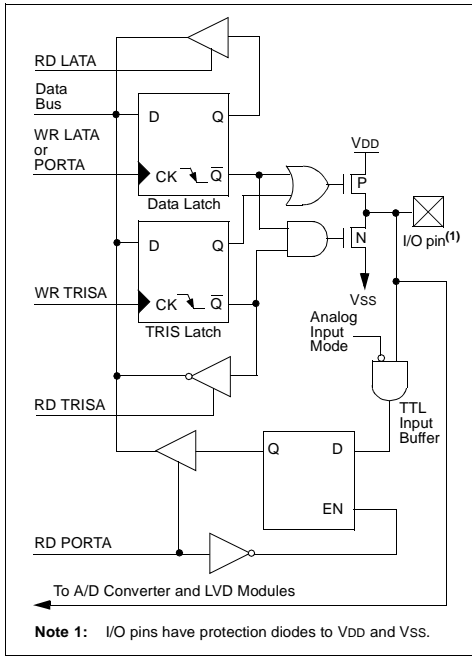 RD LATA
Data
Bus
D Q
WR LATA
or
PORTA
CK Q
Data Latch
VDD
P
I/O pin(1)
D Q
N
WR TRISA
CK Q
TRIS Latch
VSS
Analog
Input
Mode
RD TRISA
TTL
Input
Buffer
Q D
EN
RD PORTA
To A/D Converter and LVD Modules
Note 1: I/O pins have protection diodes to VDD and VSS.